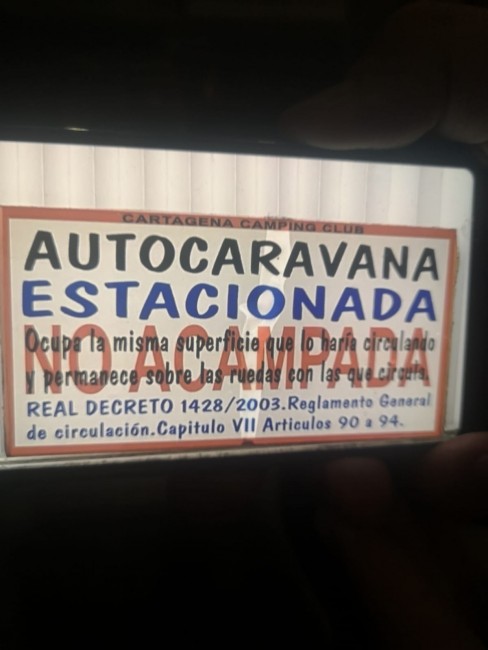 CARTAGENA CAMPING CLUB
AUTOCARAVANA
ESTACIONADA
NO ACAMPADA
Ocupa la misma superficie que lo haría circulando
y permanece sobre las ruedas con las que circula.
REAL DECRETO 1428/2003.Reglamento General
de circulación.Capitulo VII Articulos 90 a 94.